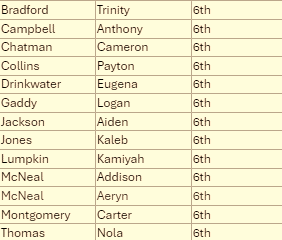 Bradford Trinity 6th
Campbell Anthony 6th
Chatman Cameron 6th
Collins Payton 6th
Drinkwater Eugena 6th
Gaddy Logan 6th
Jackson Aiden 6th
Jones Kaleb 6th
Lumpkin Kamiyah 6th
McNeal Addison 6th
McNeal Aeryn 6th
Montgomery Carter 6th
Thomas Nola 6th